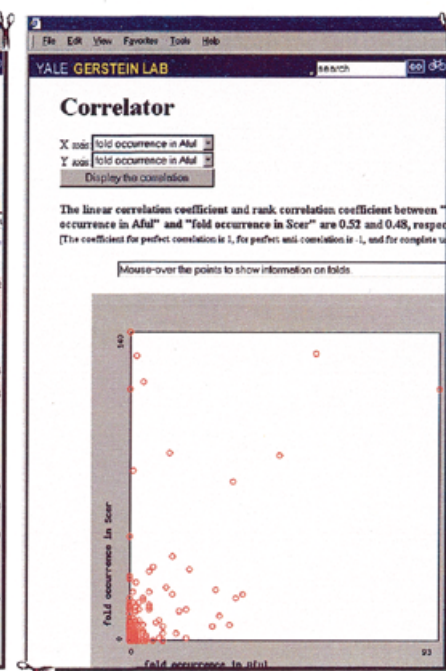 File Edit View Favorites Tools Help
YALE GERSTEIN LAB search GO
Correlator
X axis fold occurrence in Aful
Y axis fold occurrence in Aful
Display the correlation
The linear correlation coefficient and rank correlation coefficient between "
occurrence in Aful" and "fold occurrence in Scer" are 0.52 and 0.48, respec
[The coefficient for perfect correlation is 1, for perfect anti-correlation is -1, and for complete u
Mouse-over the points to show information on folds.
140
fold occurrence in Scer
0
0 93
fold occurrence in Aful